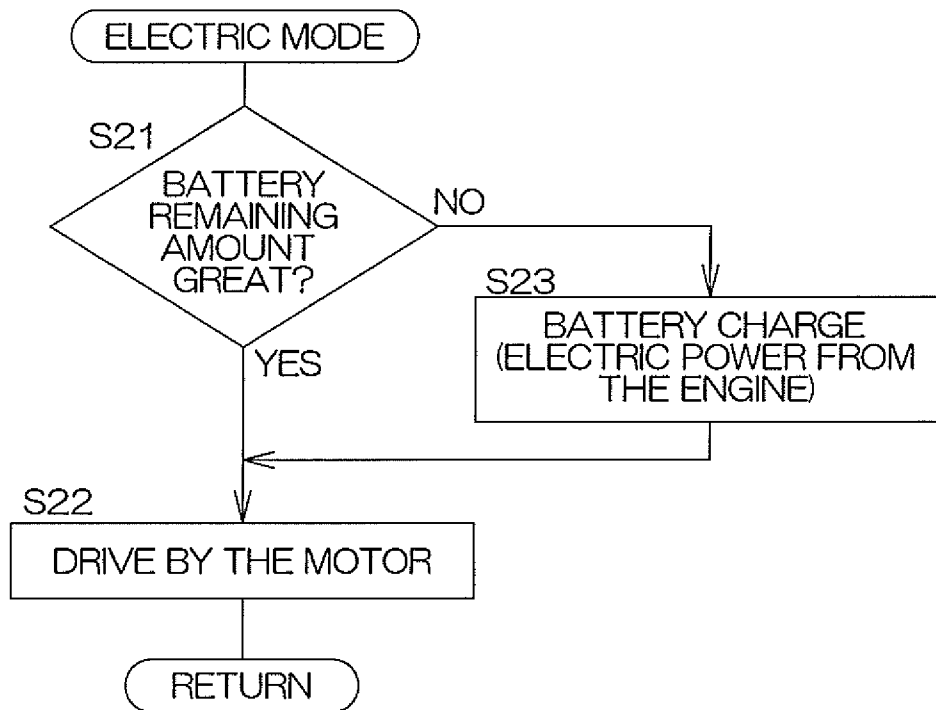 ELECTRIC MODE
S21
BATTERY
REMAINING
AMOUNT
GREAT?
NO
S23
BATTERY CHARGE
(ELECTRIC POWER FROM
THE ENGINE)
YES
S22
DRIVE BY THE MOTOR
RETURN